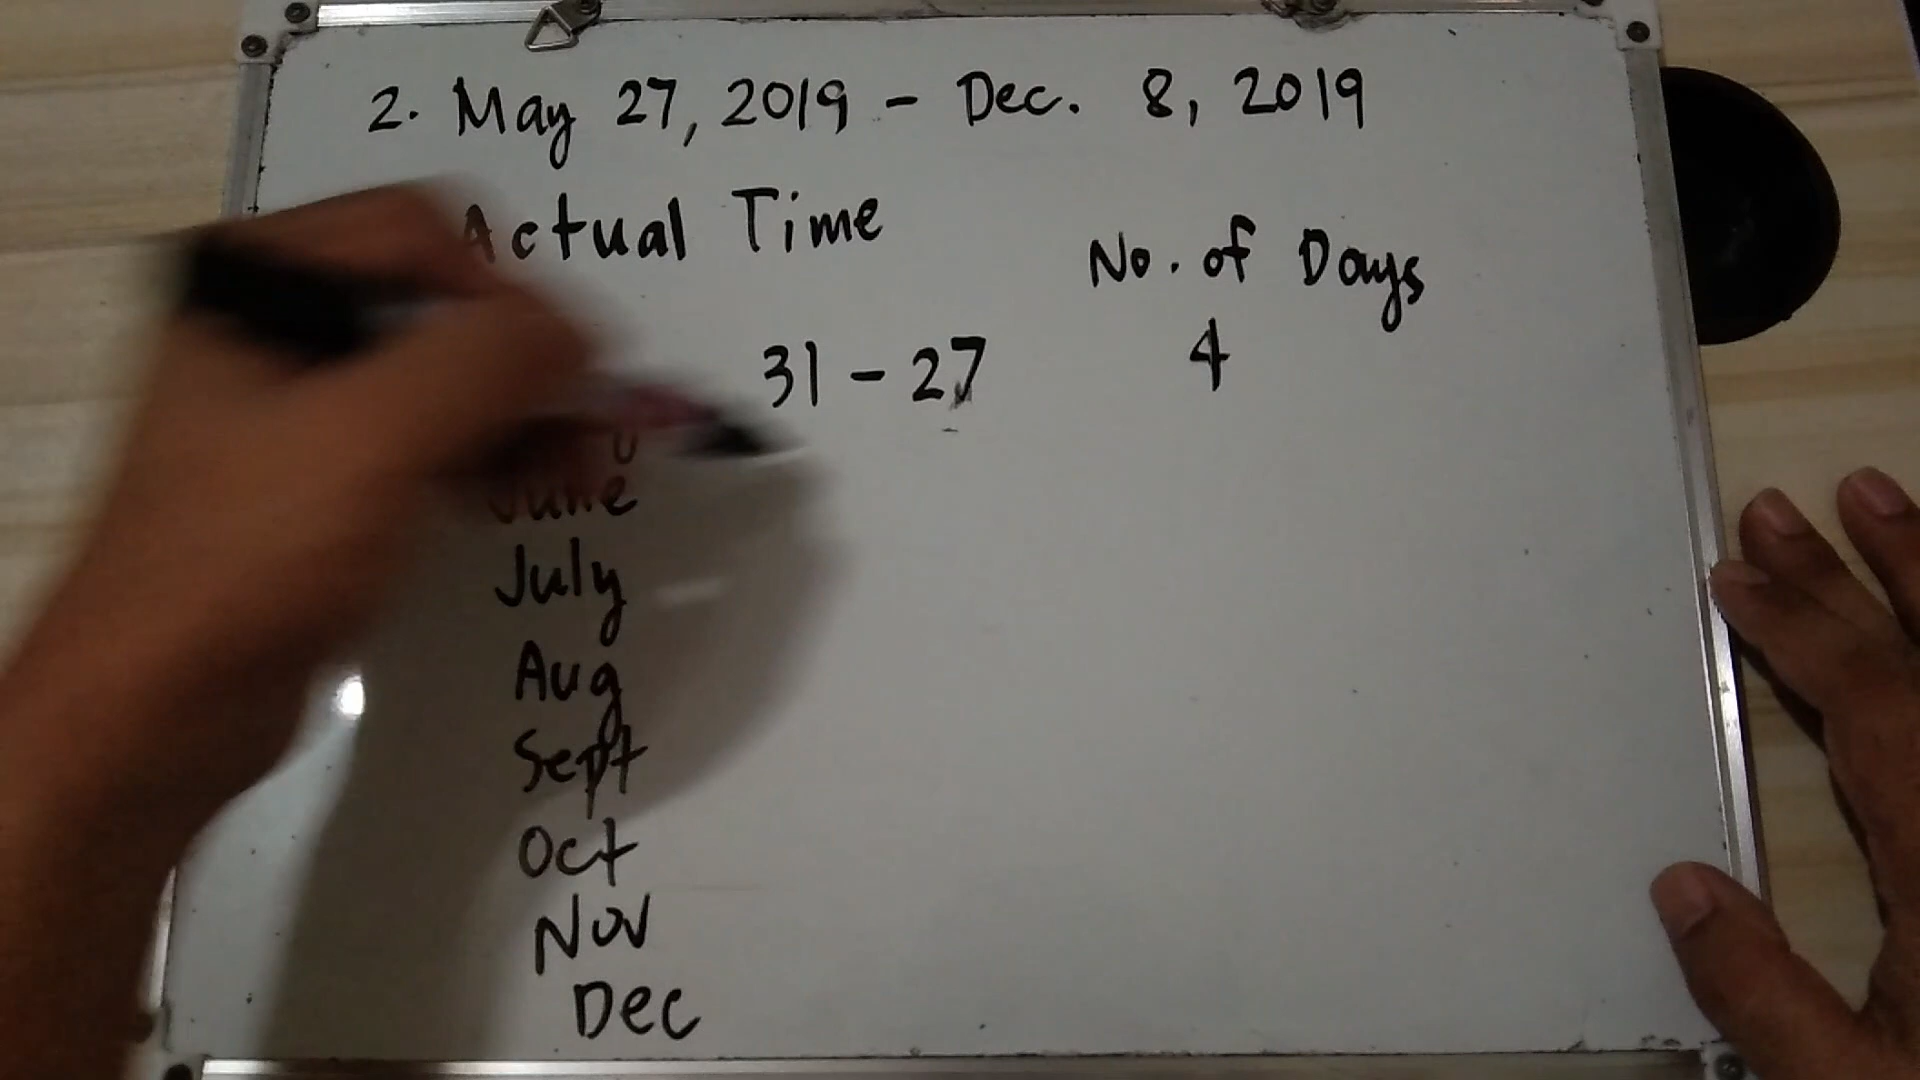 2. May 27, 2019 - Dec. 8, 2019
Actual Time
No. of Days
31 - 27 4
June
July
Aug
Sept
Oct
Nov
Dec